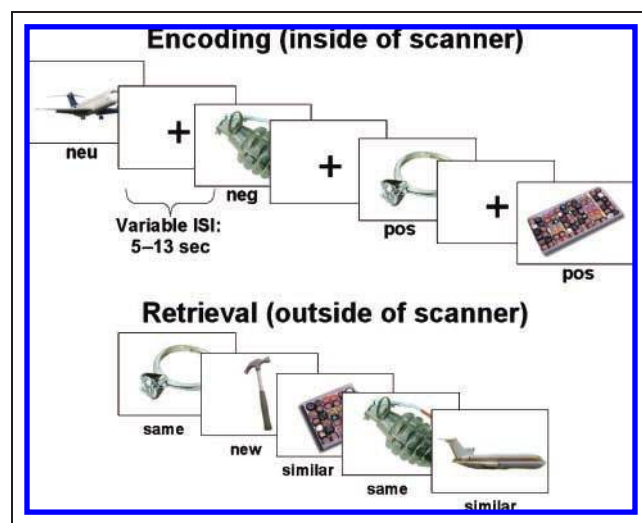 Encoding (inside of scanner)
neu
+
neg
+
pos
+
pos
Variable ISI:
5–13 sec
Retrieval (outside of scanner)
same
new
similar
same
similar